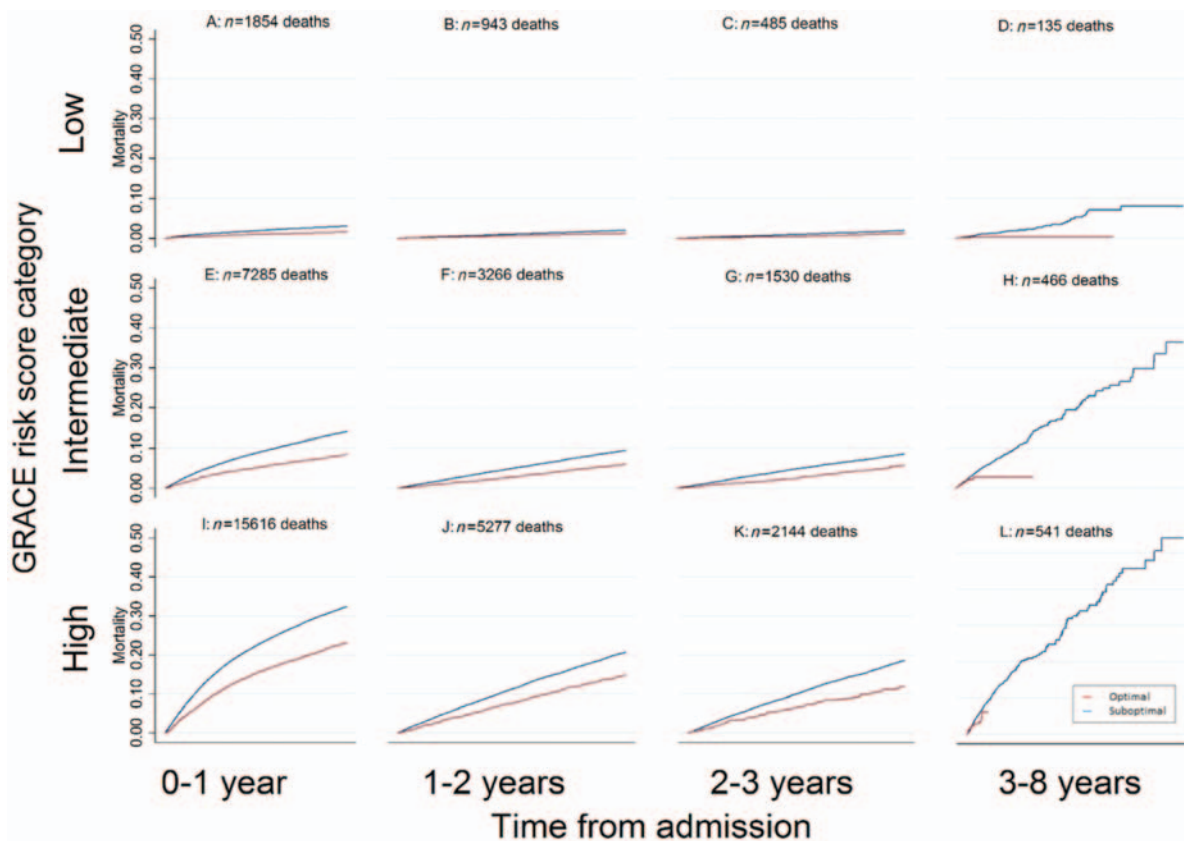 GRACE risk score category
Low
Intermediate
High
A: n=1854 deaths
B: n=943 deaths
C: n=485 deaths
D: n=135 deaths
Mortality
0.00 0.10 0.20 0.30 0.40 0.50
E: n=7285 deaths
F: n=3266 deaths
G: n=1530 deaths
H: n=466 deaths
Mortality
0.00 0.10 0.20 0.30 0.40 0.50
I: n=15616 deaths
J: n=5277 deaths
K: n=2144 deaths
L: n=541 deaths
Mortality
0.00 0.10 0.20 0.30 0.40 0.50
Optimal
Suboptimal
0-1 year
1-2 years
2-3 years
3-8 years
Time from admission